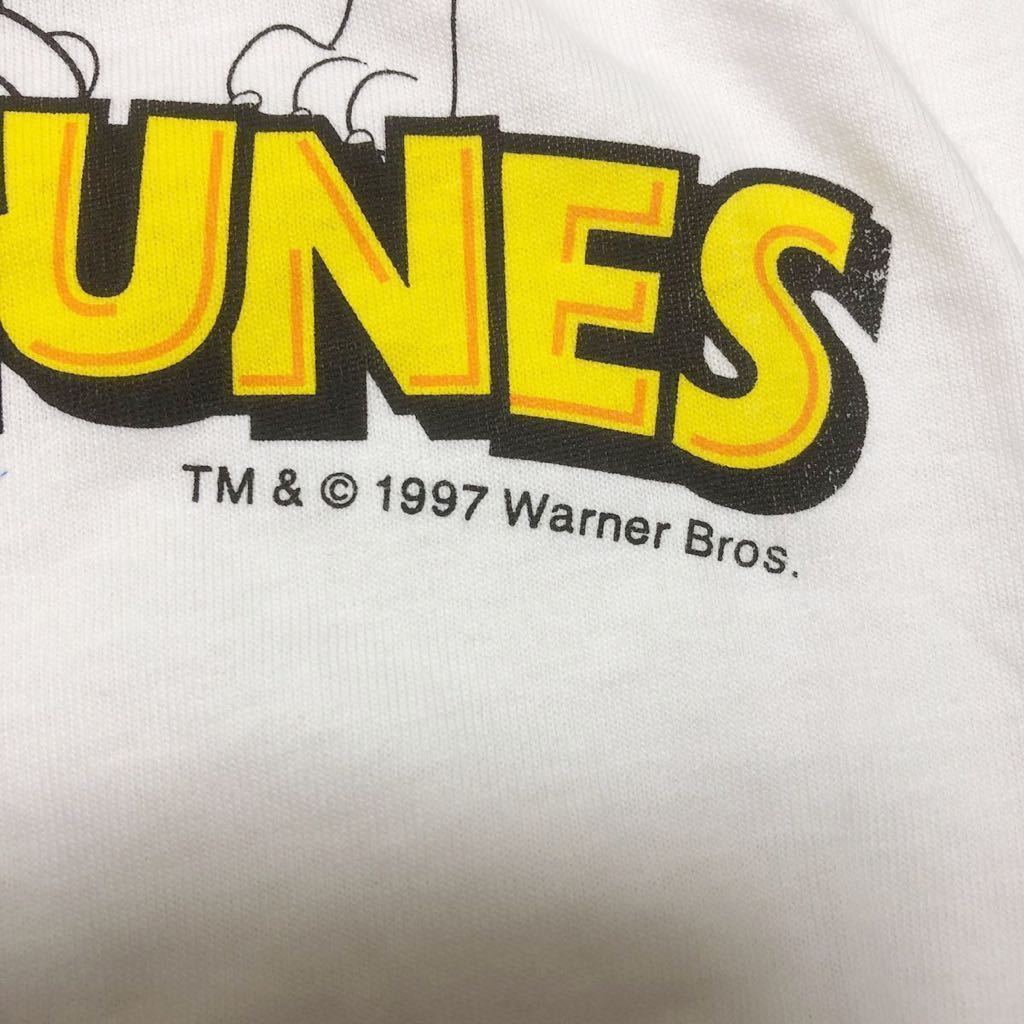 UNES
TM & © 1997 Warner Bros.